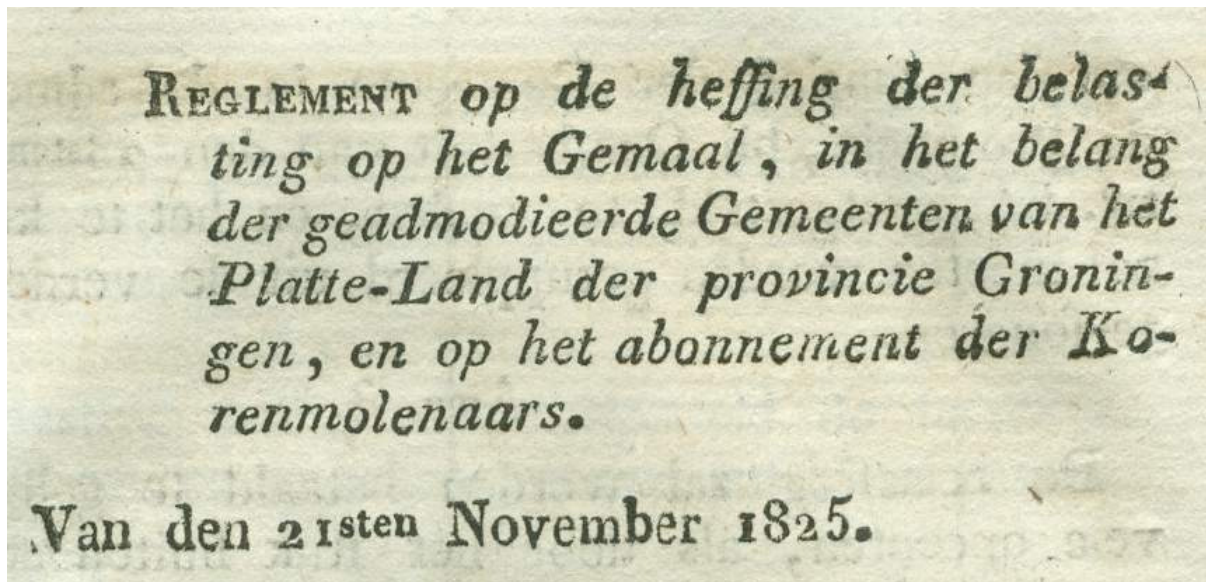 REGLEMENT op de heffing der belas-
ting op het Gemaal, in het belang
der geadmodieerde Gemeenten van het
Platte-Land der provincie Gronin-
gen, en op het abonnement der Ko-
renmolenaars.
Van den 21sten November 1825.